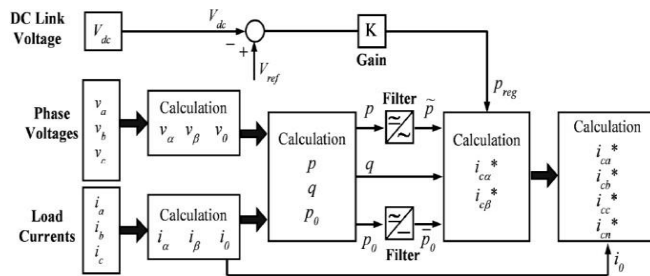 DC Link
Voltage
V_dc
V_dc
−
+
V_ref
K
Gain
p_reg
Phase
Voltages
v_a
v_b
v_c
Calculation
v_α v_β v_0
Load
Currents
i_a
i_b
i_c
Calculation
i_α i_β i_0
Calculation
p
q
p_0
p
Filter
p̃
q
p_0
Filter
p̄_0
Calculation
i_cα*
i_cβ*
Calculation
i_ca*
i_cb*
i_cc*
i_cn*
i_0